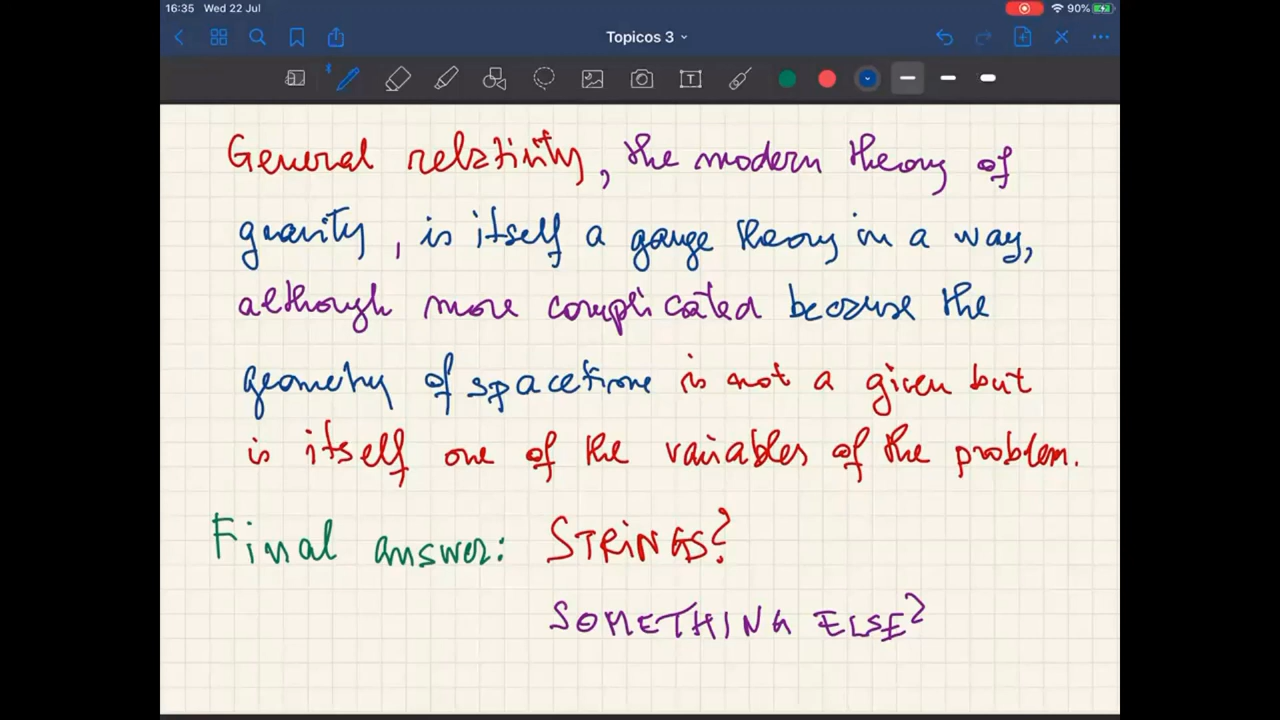 16:35 Wed 22 Jul 90%
Topicos 3
General relativity, the modern theory of
gravity, is itself a gauge theory in a way,
although more complicated because the
geometry of spacetime is not a given but
is itself one of the variables of the problem.
Final answer: STRINGS?
SOMETHING ELSE?